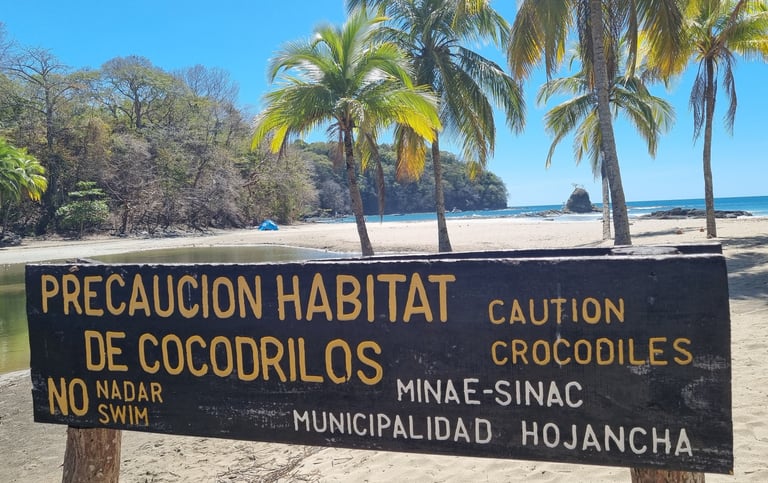 PRECAUCION HABITAT
DE COCODRILOS
CAUTION
CROCODILES
NO NADAR
SWIM
MINAE-SINAC
MUNICIPALIDAD HOJANCHA